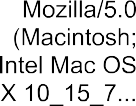 Mozilla/5.0
(Macintosh;
Intel Mac OS
X 10_15_7...